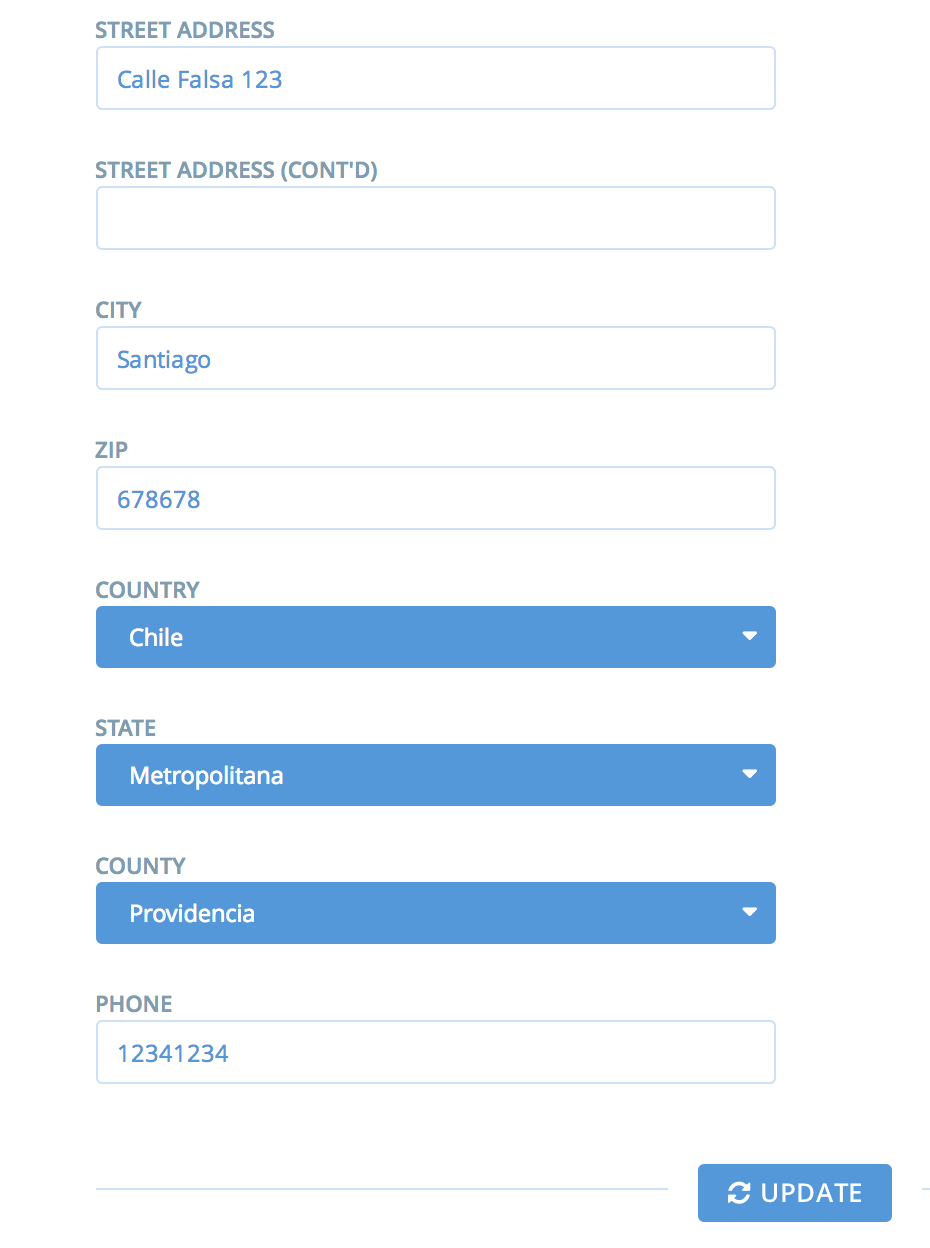 STREET ADDRESS
Calle Falsa 123
STREET ADDRESS (CONT'D)
CITY
Santiago
ZIP
678678
COUNTRY
Chile
STATE
Metropolitana
COUNTY
Providencia
PHONE
12341234
UPDATE